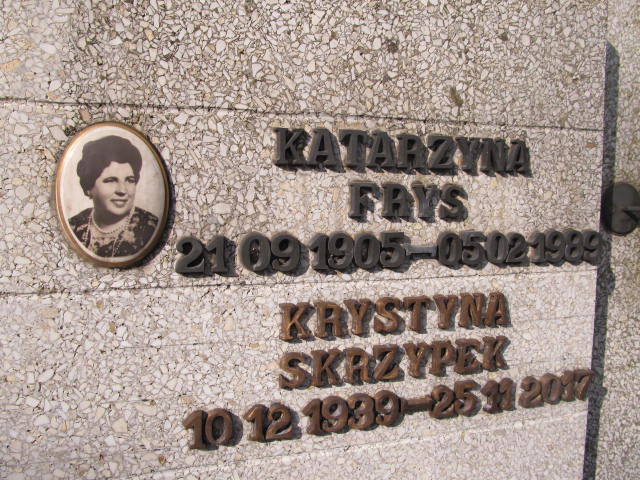 KATARZYNA
FRYS
21 09 1905-05 02 1989
KRYSTYNA
SKRZYPEK
10 12 1939-25 11 2017